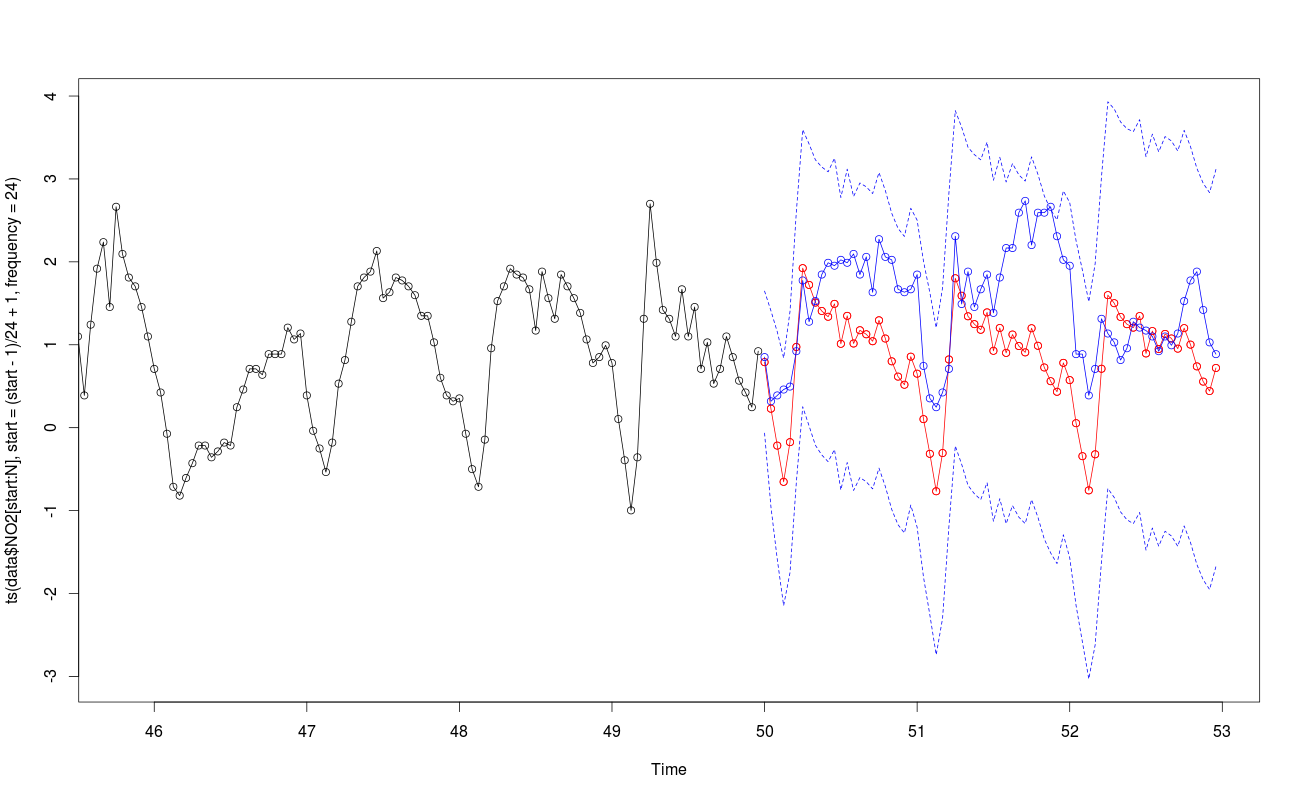 4
3
2
1
0
-1
-2
-3
ts(data$NO2[start:N], start = (start - 1)/24 + 1, frequency = 24)
46 47 48 49 50 51 52 53
Time